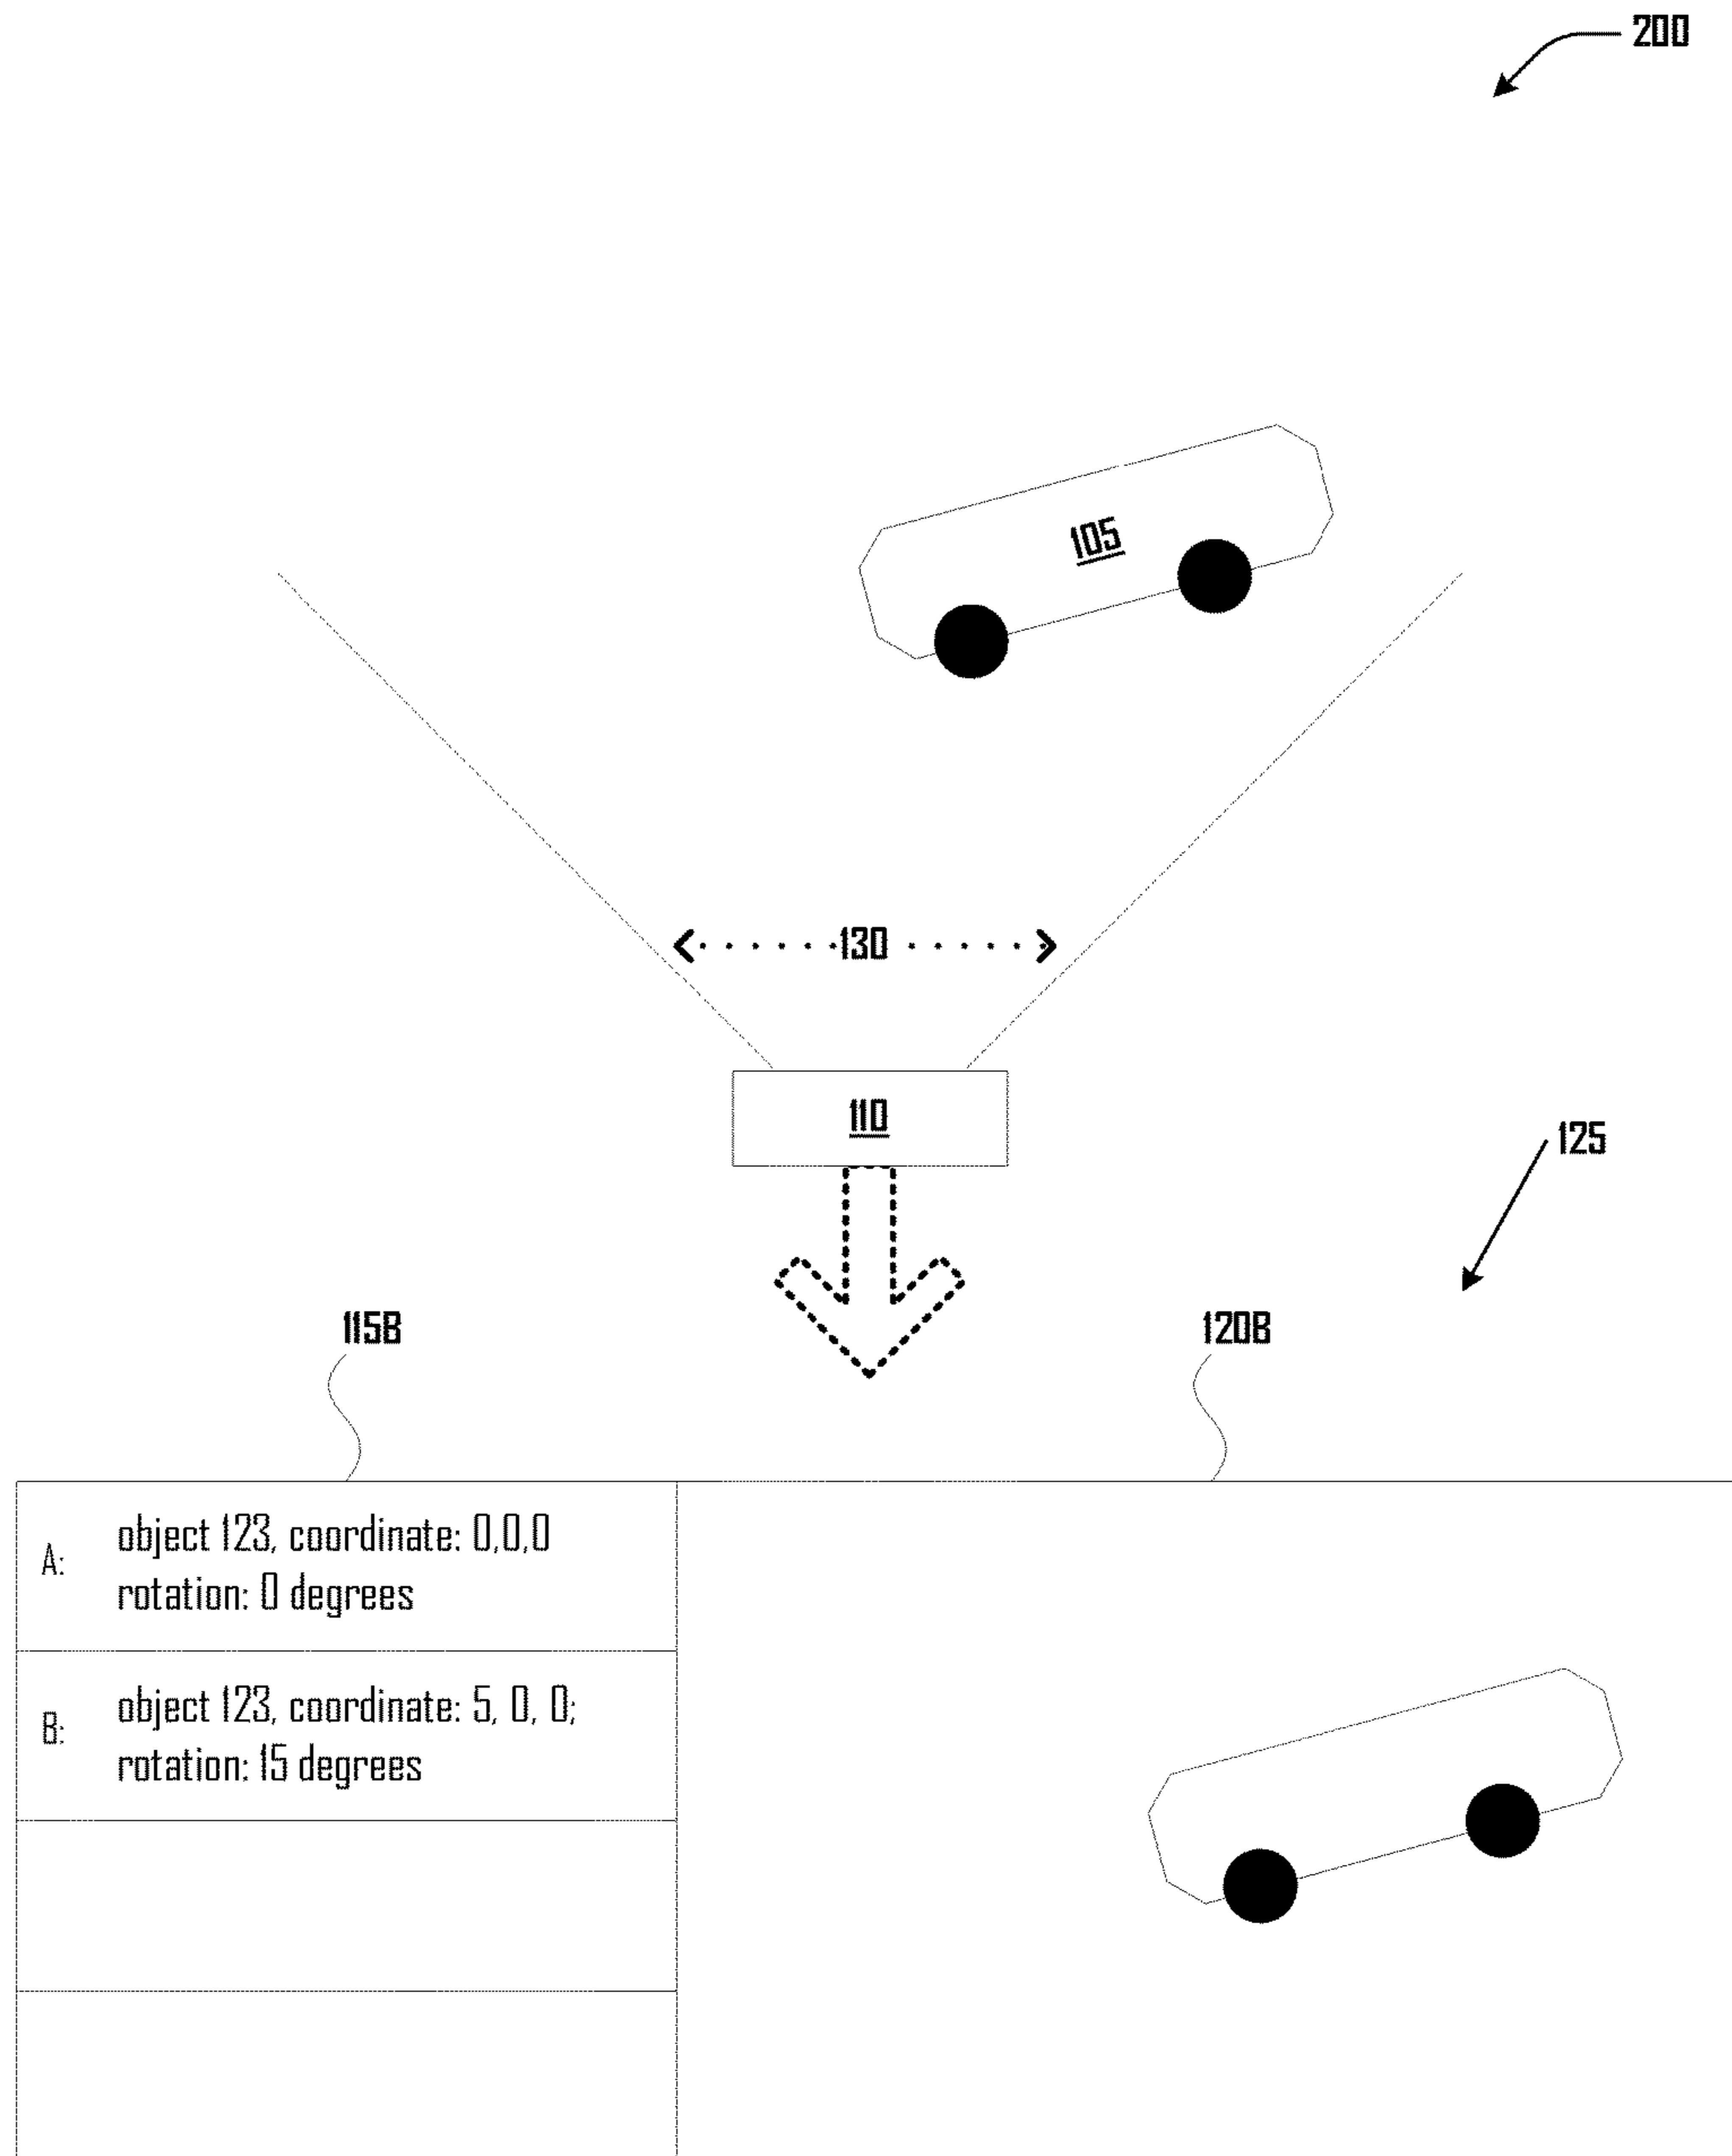 200
105
130
110
125
115B
120B
A:
object 123, coordinate: 0,0,0
rotation: 0 degrees
B:
object 123, coordinate: 5, 0, 0;
rotation: 15 degrees